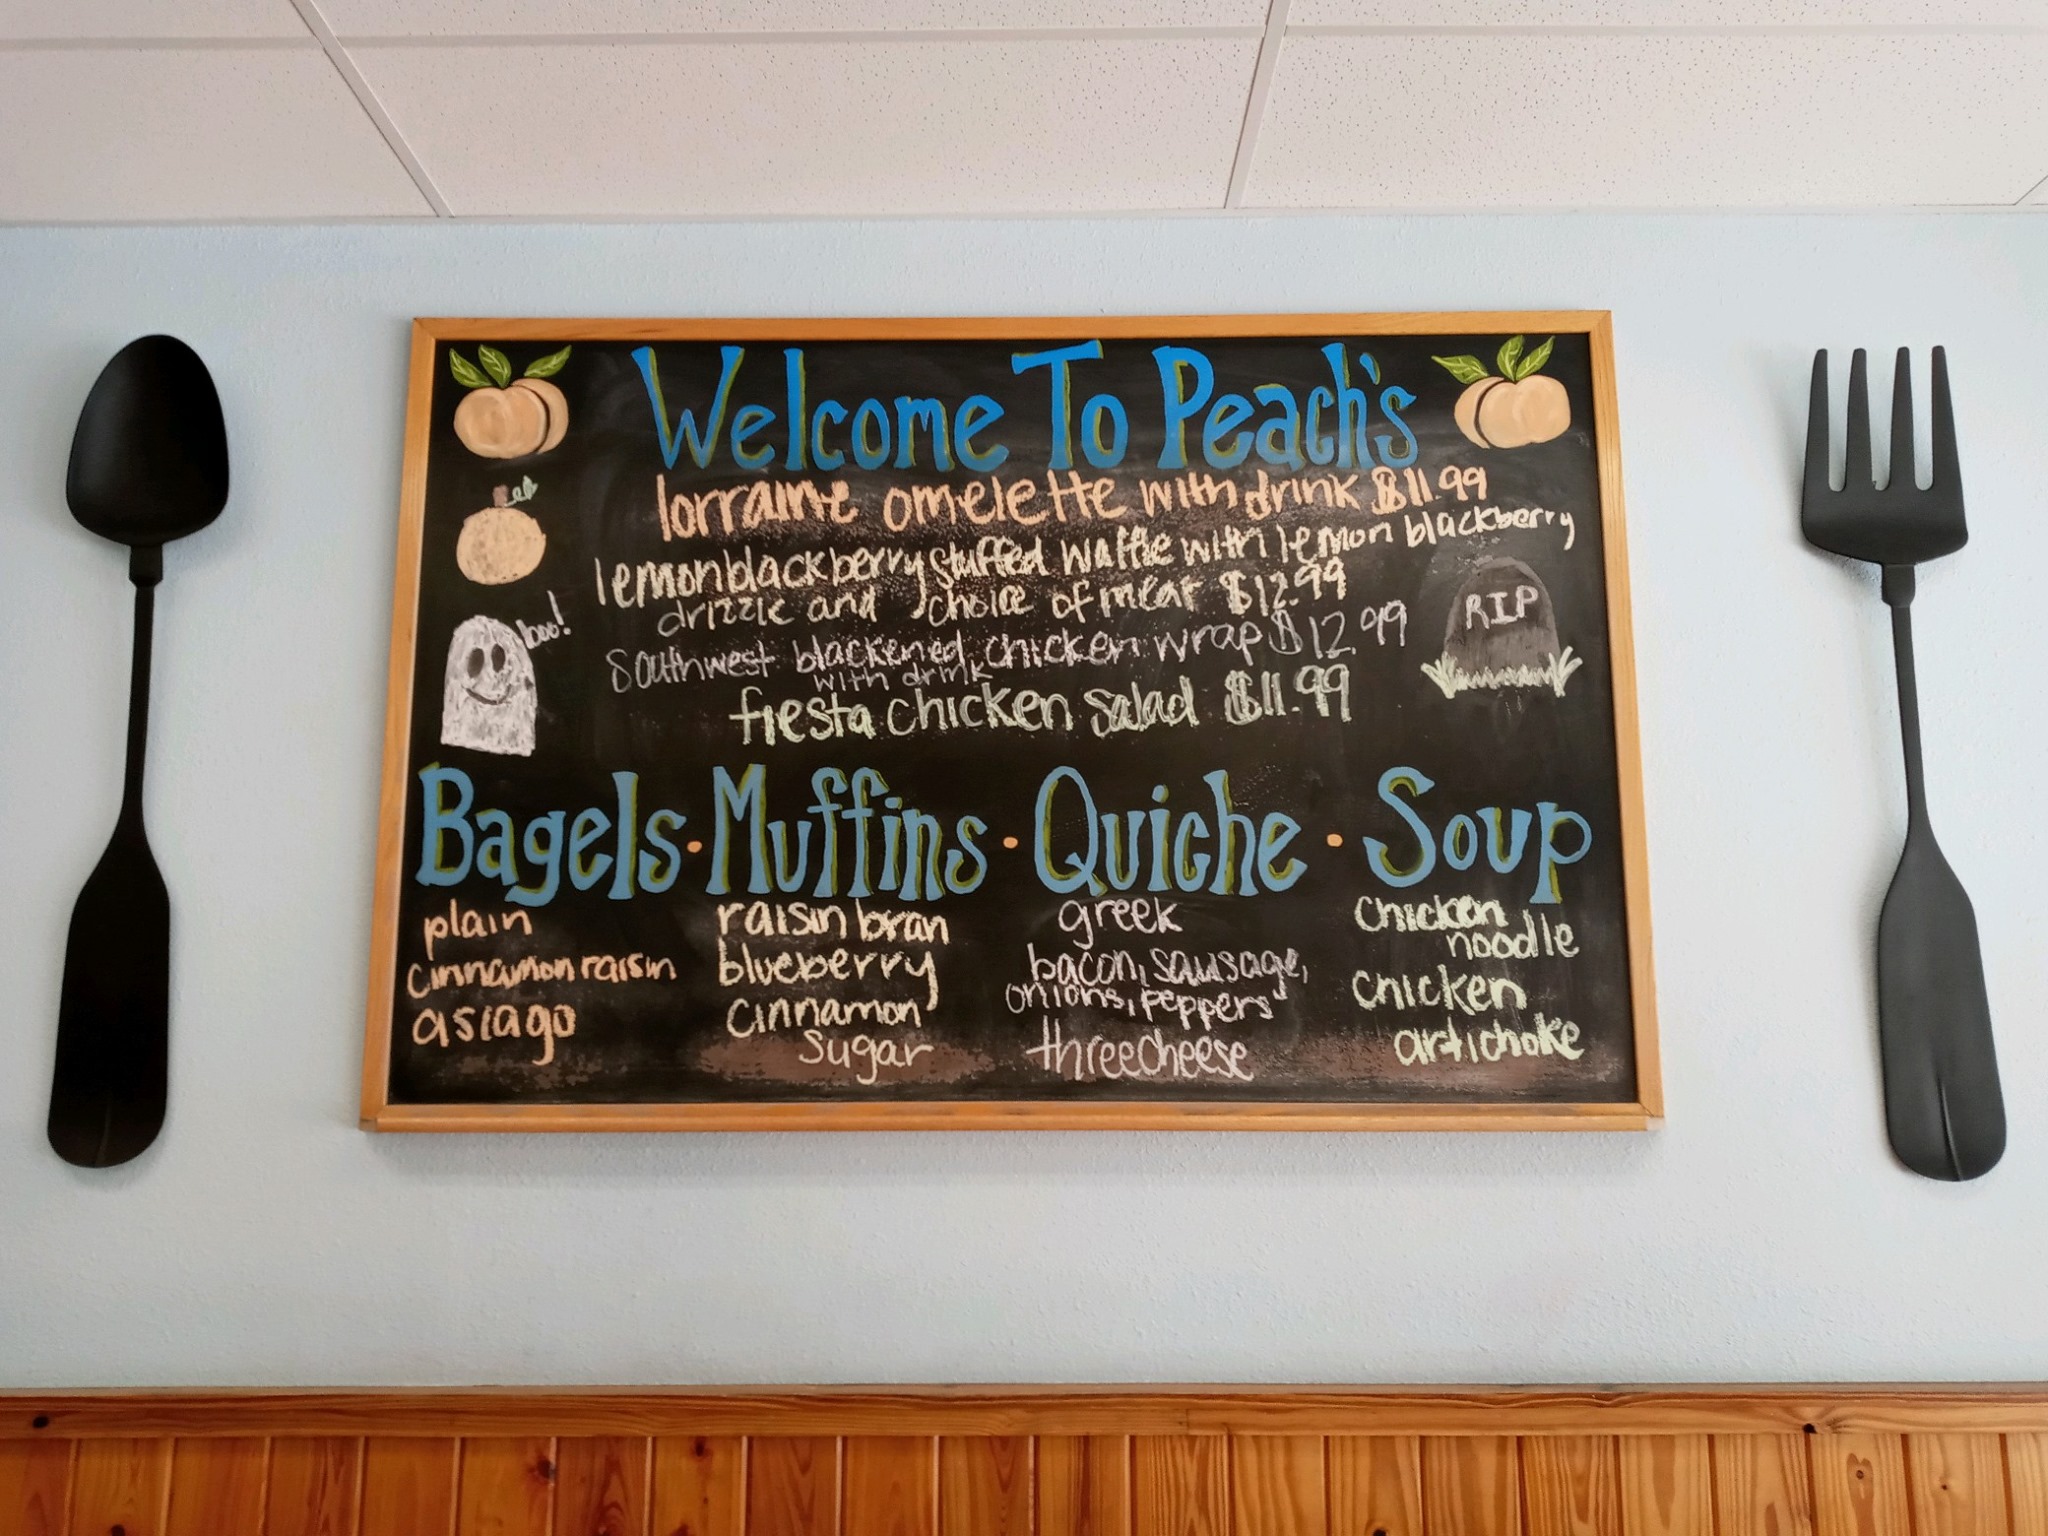 Welcome To Peach's
lorraine omelette with drink $11.99
lemon blackberry stuffed waffle with lemon blackberry
drizzle and choice of meat $12.99
boo!
RIP
Southwest blackened chicken wrap $12.99
with drink
fiesta chicken salad $11.99
Bagels · Muffins · Quiche · Soup
plain
cinnamon raisin
asiago
raisin bran
blueberry
cinnamon
sugar
greek
bacon, sausage,
onions, peppers
three cheese
chicken
noodle
chicken
artichoke